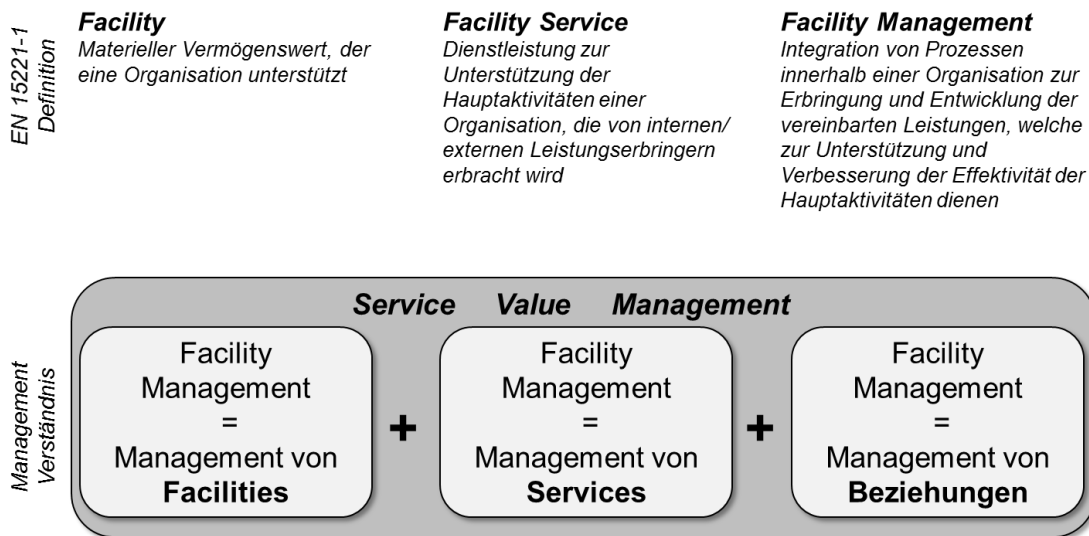 EN 15221-1
Definition
Facility
Materieller Vermögenswert, der
eine Organisation unterstützt
Facility Service
Dienstleistung zur
Unterstützung der
Hauptaktivitäten einer
Organisation, die von internen/
externen Leistungserbringern
erbracht wird
Facility Management
Integration von Prozessen
innerhalb einer Organisation zur
Erbringung und Entwicklung der
vereinbarten Leistungen, welche
zur Unterstützung und
Verbesserung der Effektivität der
Hauptaktivitäten dienen
Management
Verständnis
Service Value Management
Facility
Management
=
Management von
Facilities
+
Facility
Management
=
Management von
Services
+
Facility
Management
=
Management von
Beziehungen